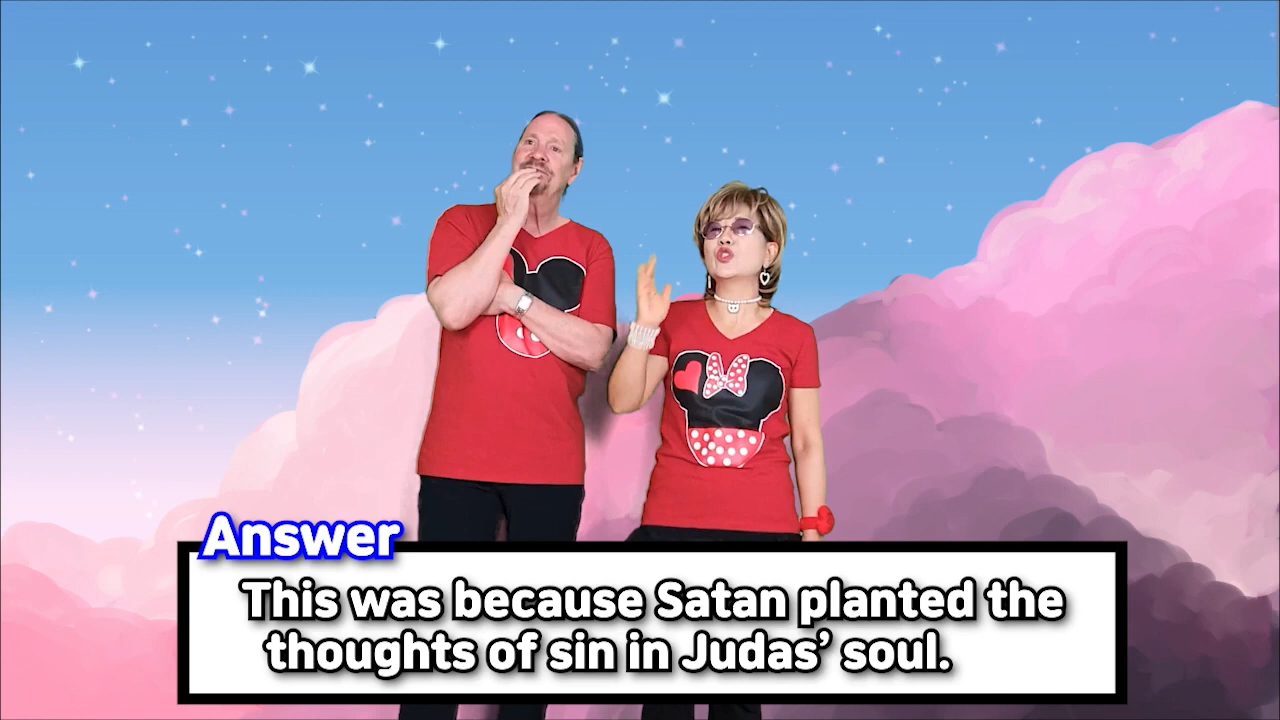 Answer
This was because Satan planted the
thoughts of sin in Judas’ soul.